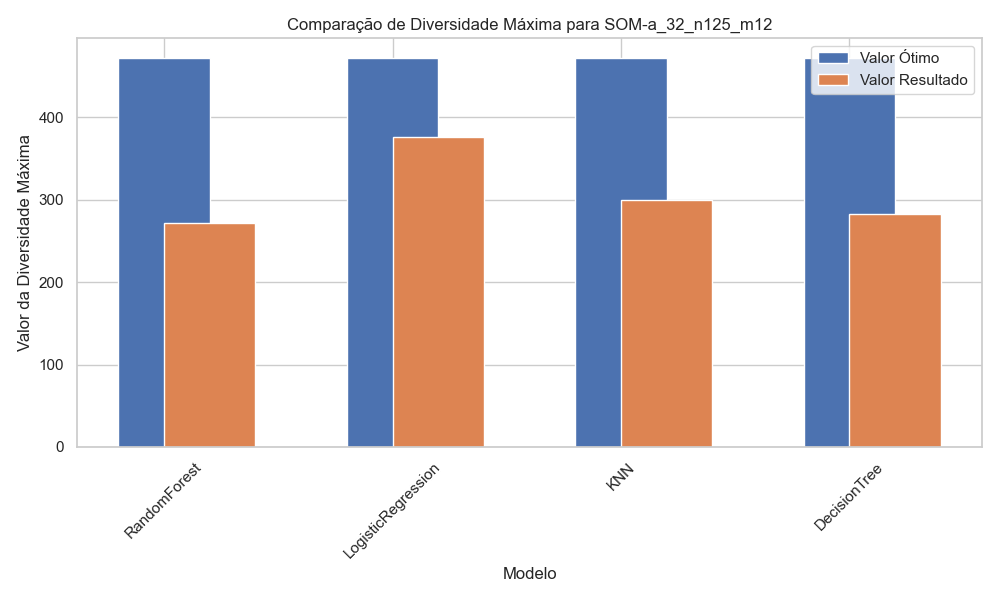 Comparação de Diversidade Máxima para SOM-a_32_n125_m12
Valor Ótimo
Valor Resultado
Valor da Diversidade Máxima
400
300
200
100
0
RandomForest
LogisticRegression
KNN
DecisionTree
Modelo